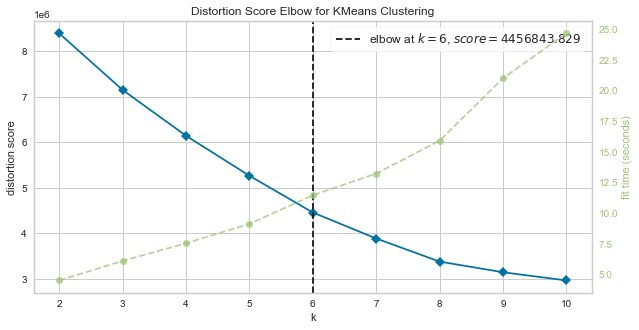 Distortion Score Elbow for KMeans Clustering
1e6
elbow at k = 6, score = 4456843.829
8
7
6
5
4
3
distortion score
25.0
22.5
20.0
17.5
15.0
12.5
10.0
7.5
5.0
fit time (seconds)
2 3 4 5 6 7 8 9 10
k